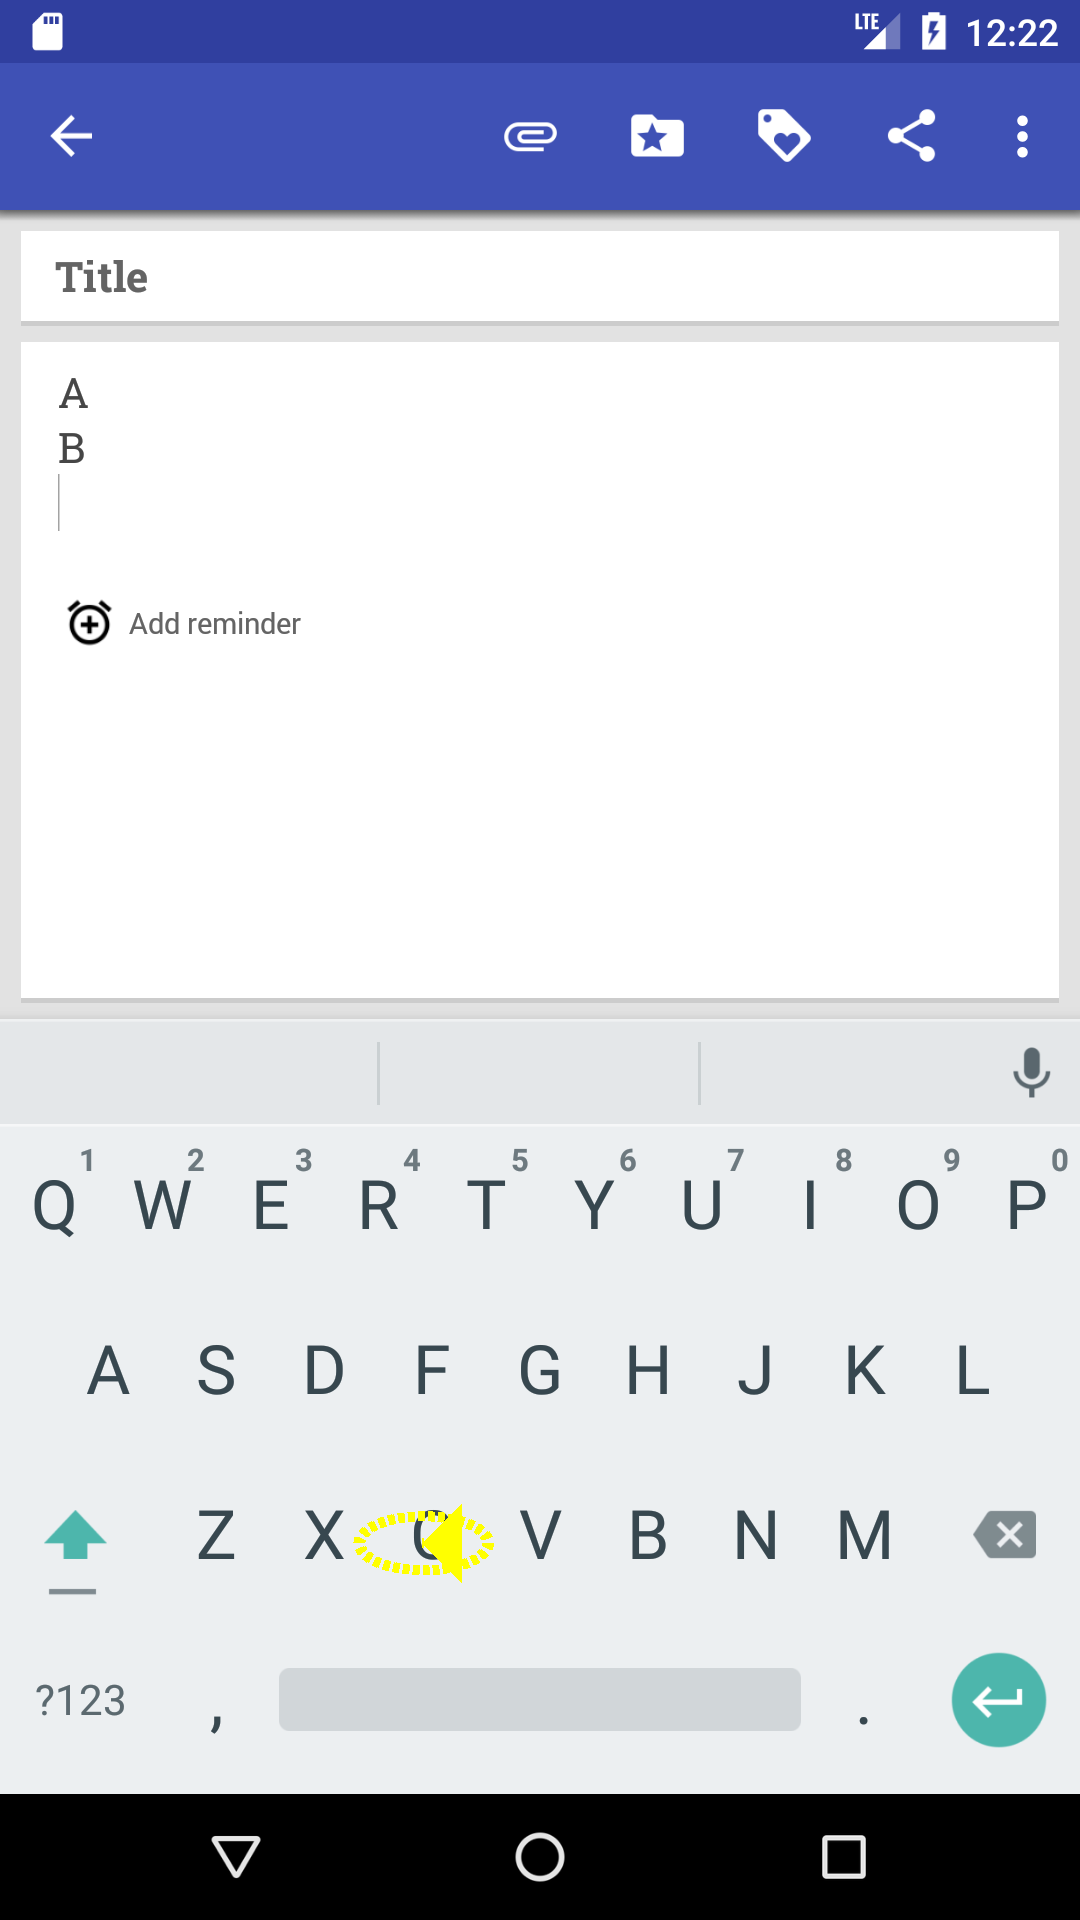 LTE 12:22
Title
A
B
Add reminder
1 2 3 4 5 6 7 8 9 0
Q W E R T Y U I O P
A S D F G H J K L
Z X C V B N M
?123 , .